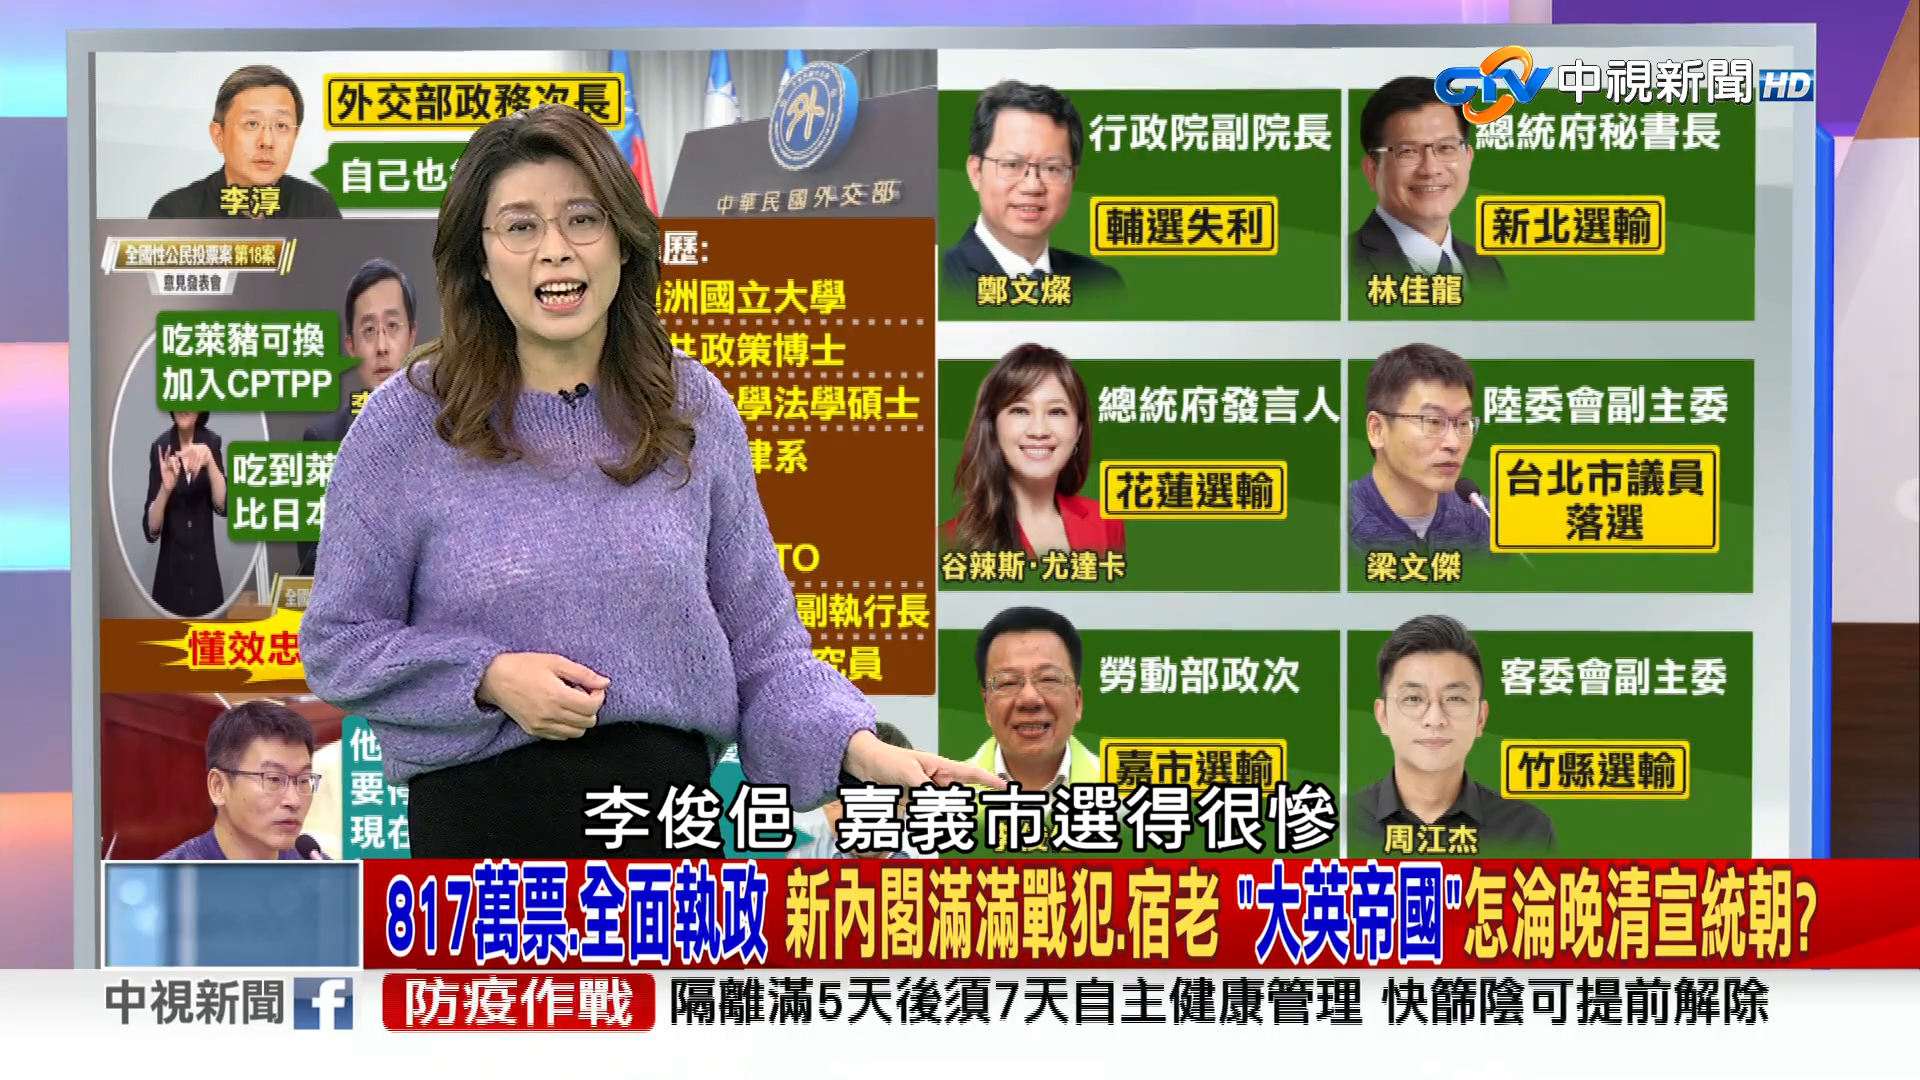 CTV中視新聞HD
外交部政務次長
自己也
李淳
中華民國外交部
全國性公民投票案 第18案
意見發表會
吃萊豬可換
加入CPTPP
吃到萊
比日本
懂效忠
歷:
洲國立大學
共政策博士
學法學碩士
律系
TO
副執行長
究員
他
要停
現在
行政院副院長
輔選失利
鄭文燦
總統府秘書長
新北選輸
林佳龍
總統府發言人
花蓮選輸
谷辣斯·尤達卡
陸委會副主委
台北市議員
落選
梁文傑
勞動部政次
嘉市選輸
客委會副主委
竹縣選輸
周江杰
李俊俋 嘉義市選得很慘
817萬票.全面執政 新內閣滿滿戰犯.宿老 "大英帝國"怎淪晚清宣統朝?
中視新聞 f
防疫作戰 隔離滿5天後須7天自主健康管理 快篩陰可提前解除